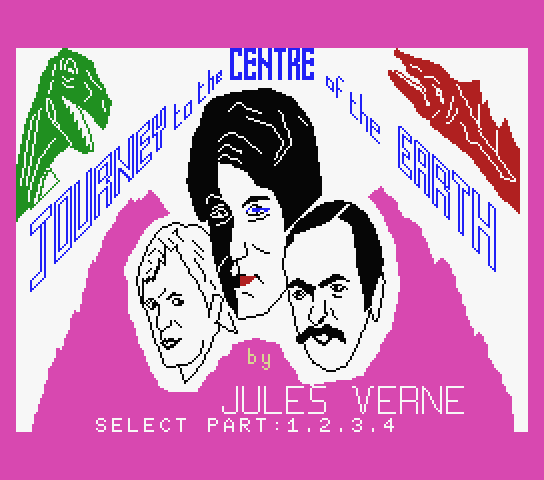 JOURNEY to the CENTRE of the EARTH
by
JULES VERNE
SELECT PART:1.2.3.4